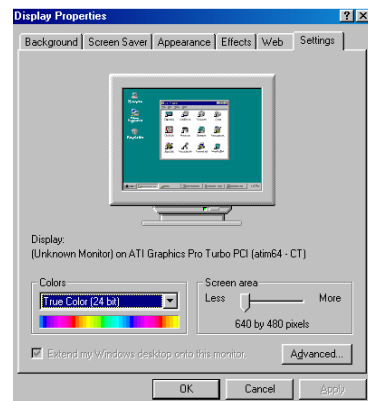 Display Properties
Background Screen Saver Appearance Effects Web Settings
Display:
(Unknown Monitor) on ATI Graphics Pro Turbo PCI (atim64 - CT)
Colors
True Color (24 bit)
Screen area
Less More
640 by 480 pixels
Extend my Windows desktop onto this monitor.
Advanced...
OK Cancel Apply